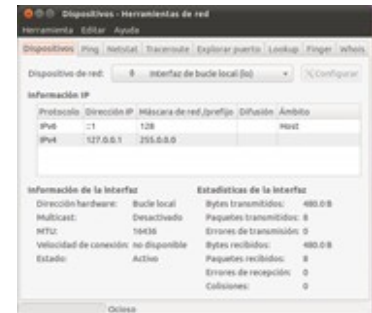 Dispositivos - Herramientas de red
Herramienta Editar Ayuda
Dispositivos Ping Netstat Traceroute Explorar puerto Lookup Finger Whois
Dispositivo de red: Interfaz de bucle local (lo) Configurar
Información IP
Protocolo Dirección IP Máscara de red /prefijo Difusión Ámbito
IPv6 ::1 128 Host
IPv4 127.0.0.1 255.0.0.0
Información de la interfaz Estadísticas de la interfaz
Dirección hardware: Bucle local Bytes transmitidos: 480.0 B
Multicast: Desactivado Paquetes transmitidos: 8
MTU: 16436 Errores de transmisión: 0
Velocidad de conexión: no disponible Bytes recibidos: 480.0 B
Estado: Activo Paquetes recibidos: 8
Errores de recepción: 0
Colisiones: 0
Ocioso